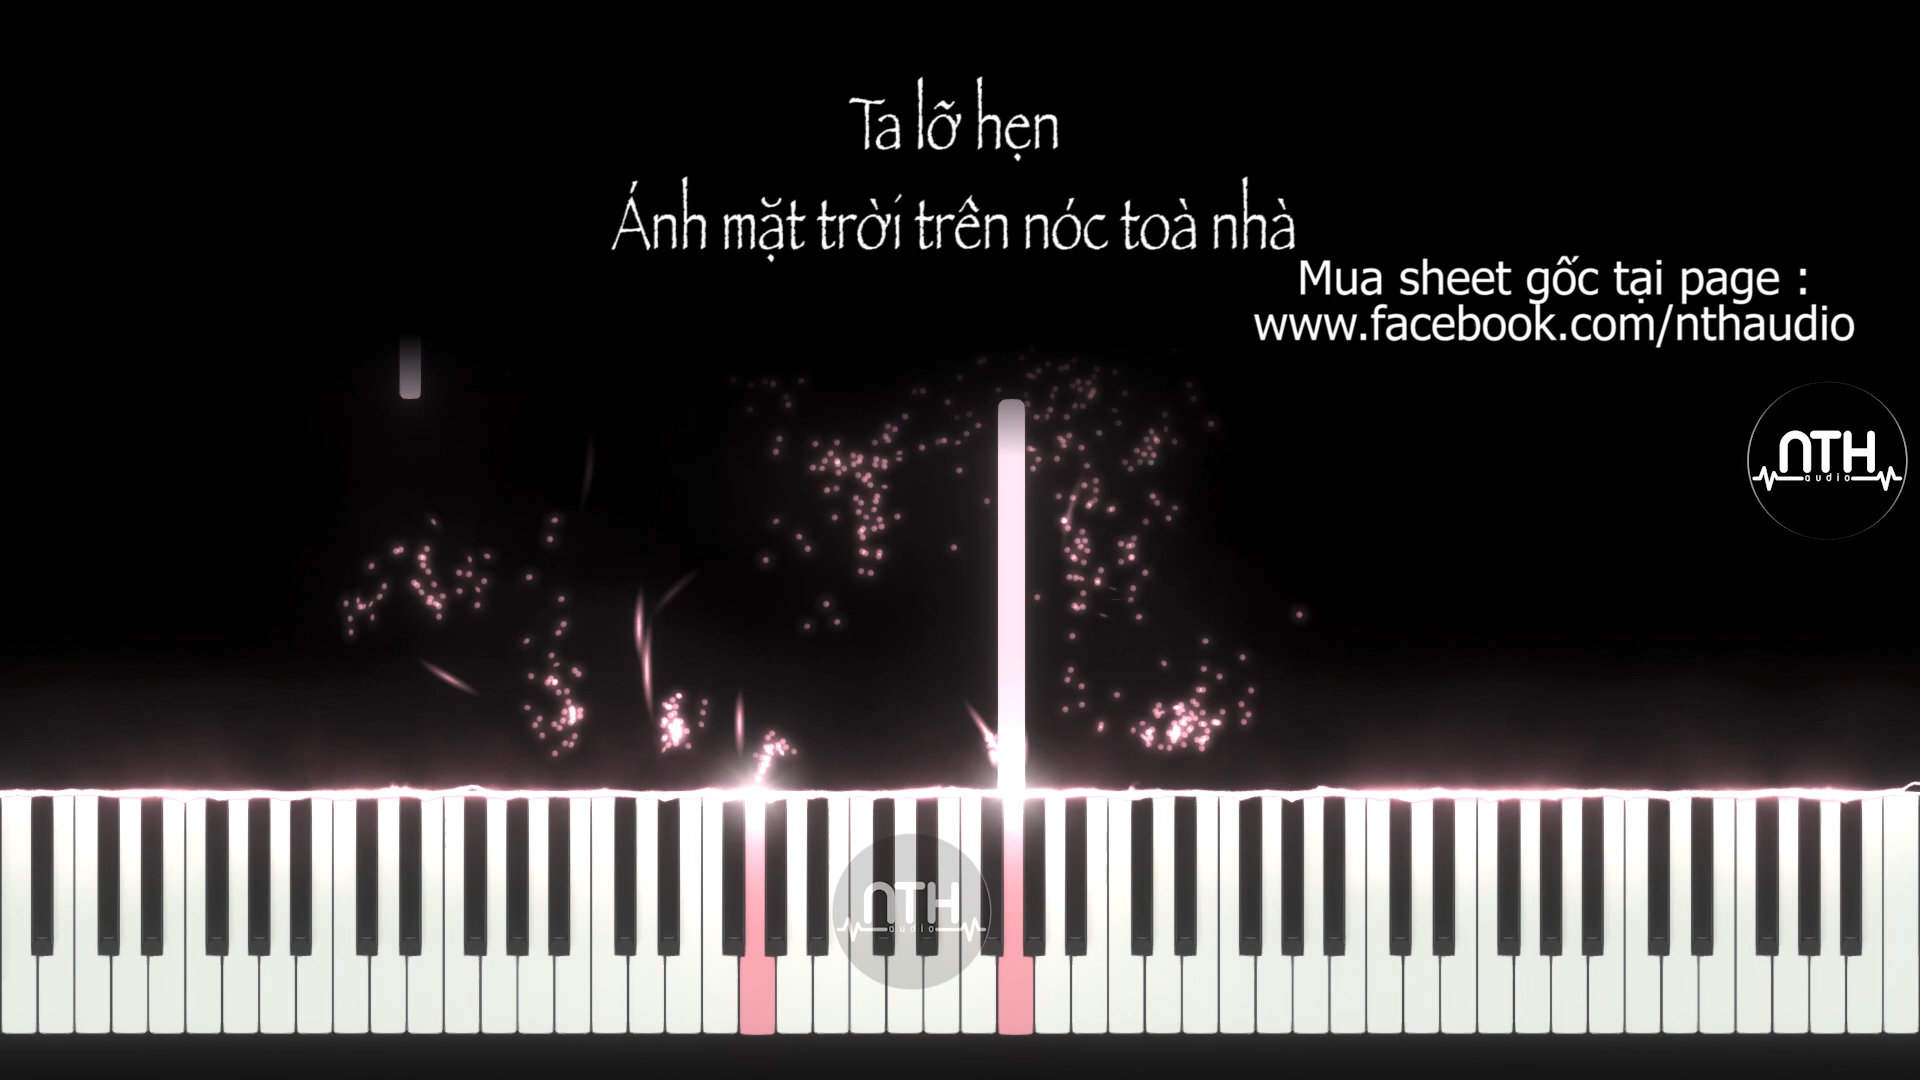 Ta lỡ hẹn
Ánh mặt trời trên nóc toà nhà
Mua sheet gốc tại page :
www.facebook.com/nthaudio
NTH
audio
NTH
audio